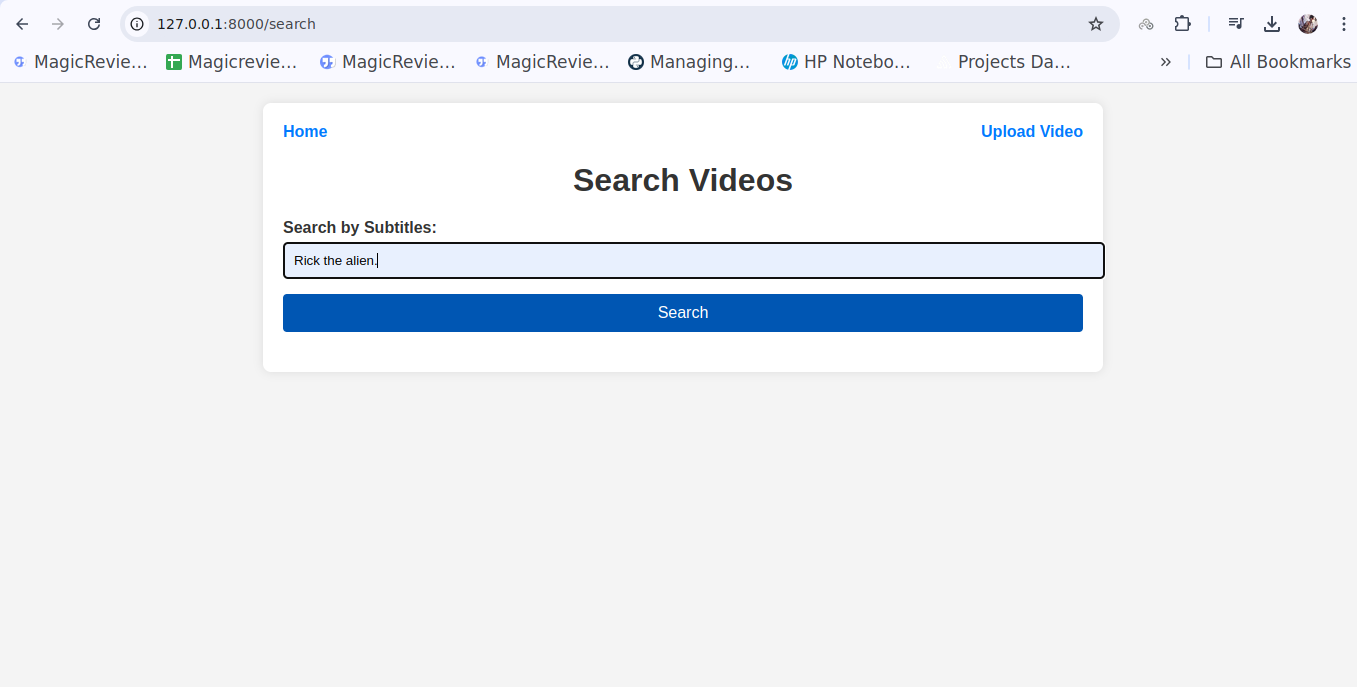 127.0.0.1:8000/search
MagicRevie... Magicrevie... MagicRevie... MagicRevie... Managing... HP Notebo... Projects Da... » All Bookmarks
Home Upload Video
Search Videos
Search by Subtitles:
Rick the alien.
Search